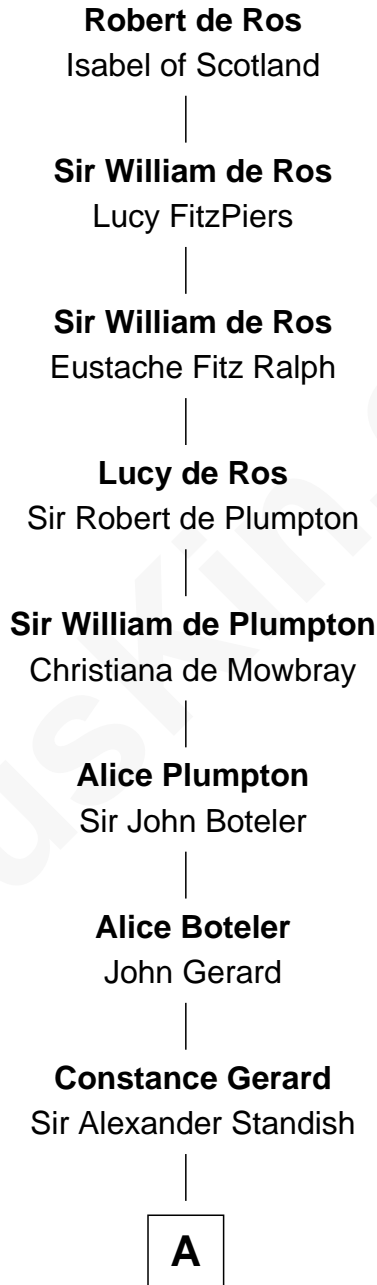 Robert de Ros
Isabel of Scotland
Sir William de Ros
Lucy FitzPiers
Sir William de Ros
Eustache Fitz Ralph
Lucy de Ros
Sir Robert de Plumpton
Sir William de Plumpton
Christiana de Mowbray
Alice Plumpton
Sir John Boteler
Alice Boteler
John Gerard
Constance Gerard
Sir Alexander Standish
A